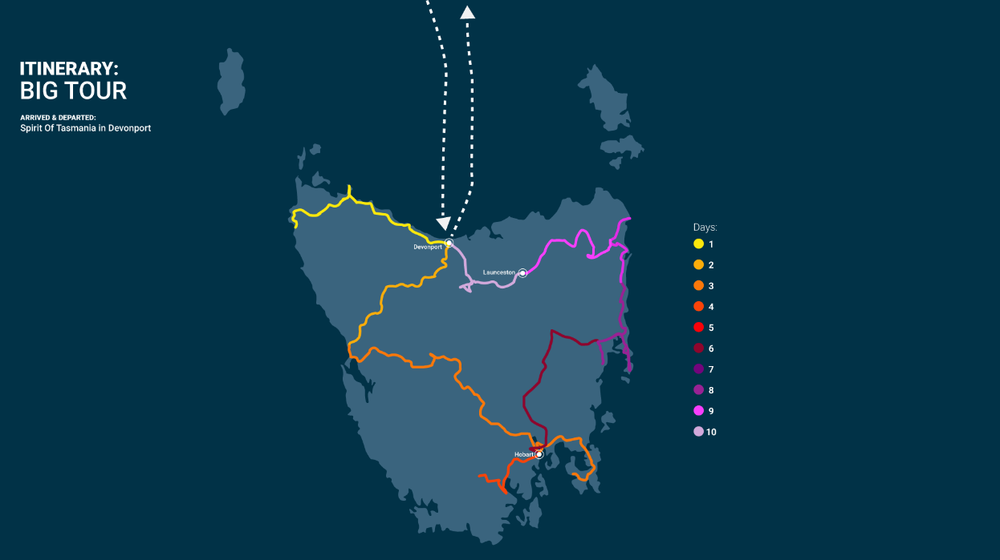 ITINERARY:
BIG TOUR
ARRIVED & DEPARTED:
Spirit Of Tasmania in Devonport
Devonport
Launceston
Hobart
Days:
1
2
3
4
5
6
7
8
9
10